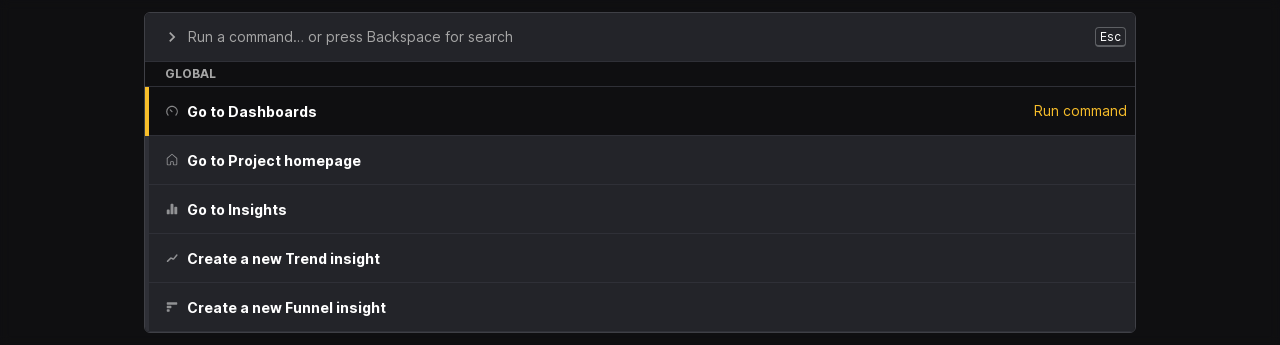 Run a command... or press Backspace for search
Esc
GLOBAL
Go to Dashboards
Run command
Go to Project homepage
Go to Insights
Create a new Trend insight
Create a new Funnel insight